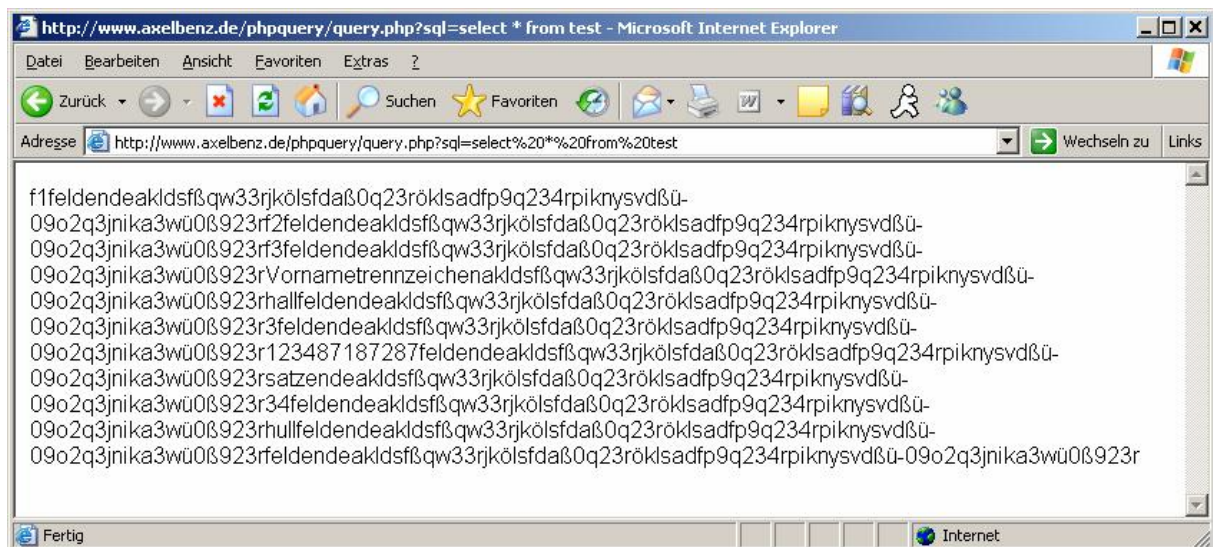 http://www.axelbenz.de/phpquery/query.php?sql=select * from test - Microsoft Internet Explorer
Datei Bearbeiten Ansicht Favoriten Extras ?
Zurück Suchen Favoriten
Adresse http://www.axelbenz.de/phpquery/query.php?sql=select%20*%20from%20test Wechseln zu Links
f1feldendeakldsfßqw33rjkölsfdaß0q23röklsadfp9q234rpiknysvdßü-
09o2q3jnika3wü0ß923rf2feldendeakldsfßqw33rjkölsfdaß0q23röklsadfp9q234rpiknysvdßü-
09o2q3jnika3wü0ß923rf3feldendeakldsfßqw33rjkölsfdaß0q23röklsadfp9q234rpiknysvdßü-
09o2q3jnika3wü0ß923rVornametrennzeichenakldsfßqw33rjkölsfdaß0q23röklsadfp9q234rpiknysvdßü-
09o2q3jnika3wü0ß923rhallfeldendeakldsfßqw33rjkölsfdaß0q23röklsadfp9q234rpiknysvdßü-
09o2q3jnika3wü0ß923r3feldendeakldsfßqw33rjkölsfdaß0q23röklsadfp9q234rpiknysvdßü-
09o2q3jnika3wü0ß923r123487187287feldendeakldsfßqw33rjkölsfdaß0q23röklsadfp9q234rpiknysvdßü-
09o2q3jnika3wü0ß923rsatzendeakldsfßqw33rjkölsfdaß0q23röklsadfp9q234rpiknysvdßü-
09o2q3jnika3wü0ß923r34feldendeakldsfßqw33rjkölsfdaß0q23röklsadfp9q234rpiknysvdßü-
09o2q3jnika3wü0ß923rhullfeldendeakldsfßqw33rjkölsfdaß0q23röklsadfp9q234rpiknysvdßü-
09o2q3jnika3wü0ß923rfeldendeakldsfßqw33rjkölsfdaß0q23röklsadfp9q234rpiknysvdßü-09o2q3jnika3wü0ß923r
Fertig Internet